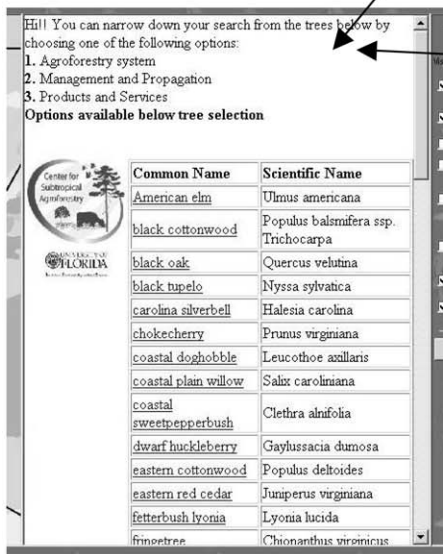 Hi!! You can narrow down your search from the trees below by
choosing one of the following options:
1. Agroforestry system
2. Management and Propagation
3. Products and Services
Options available below tree selection
Center for
Subtropical
Agroforestry
UNIVERSITY OF
FLORIDA
Common Name Scientific Name
American elm Ulmus americana
black cottonwood Populus balsmifera ssp.
Trichocarpa
black oak Quercus velutina
black tupelo Nyssa sylvatica
carolina silverbell Halesia carolina
chokecherry Prunus virginiana
coastal doghobble Leucothoe axillaris
coastal plain willow Salix caroliniana
coastal
sweetpepperbush Clethra alnifolia
dwarf huckleberry Gaylussacia dumosa
eastern cottonwood Populus deltoides
eastern red cedar Juniperus virginiana
fetterbush lyonia Lyonia lucida
fringetree Chionanthus virginicus